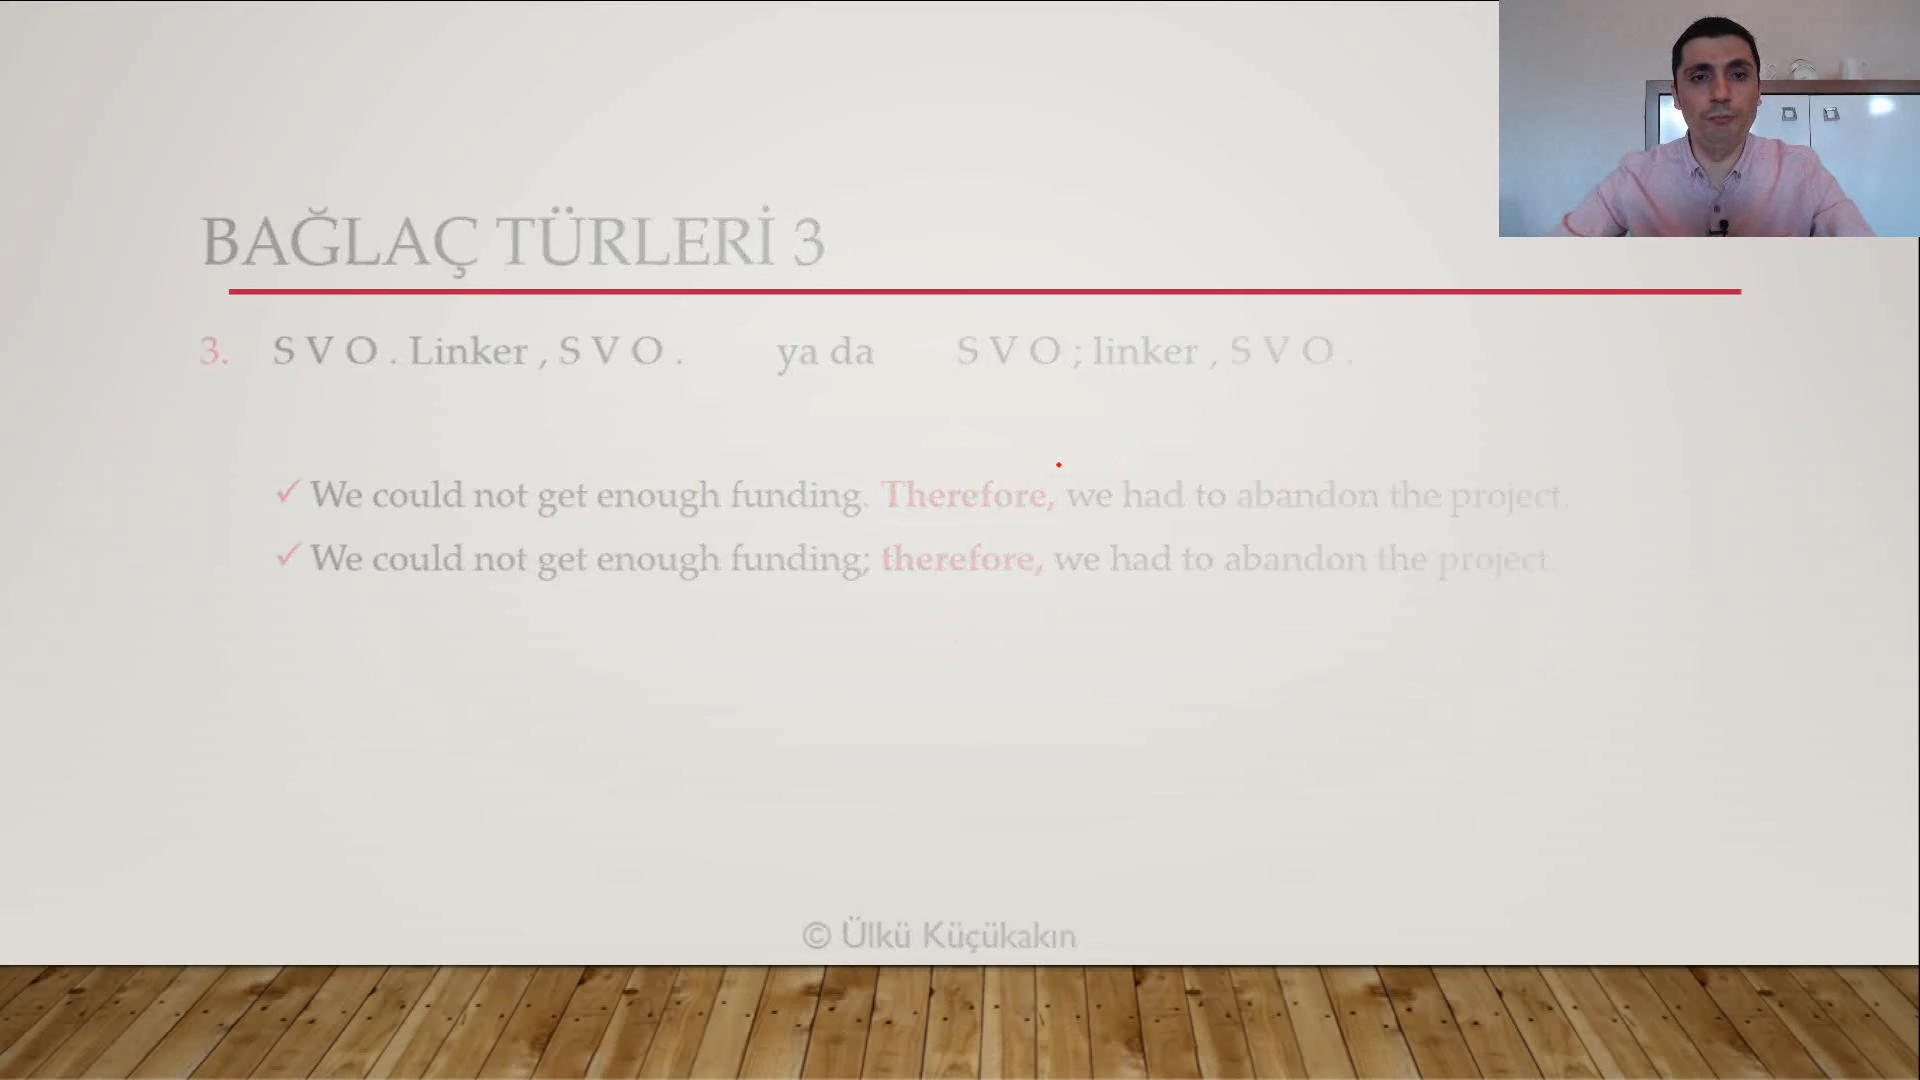 BAĞLAÇ TÜRLERİ 3
3. S V O . Linker , S V O . ya da S V O ; linker , S V O .
✓ We could not get enough funding. Therefore, we had to abandon the project.
✓ We could not get enough funding; therefore, we had to abandon the project.
© Ülkü Küçükakın